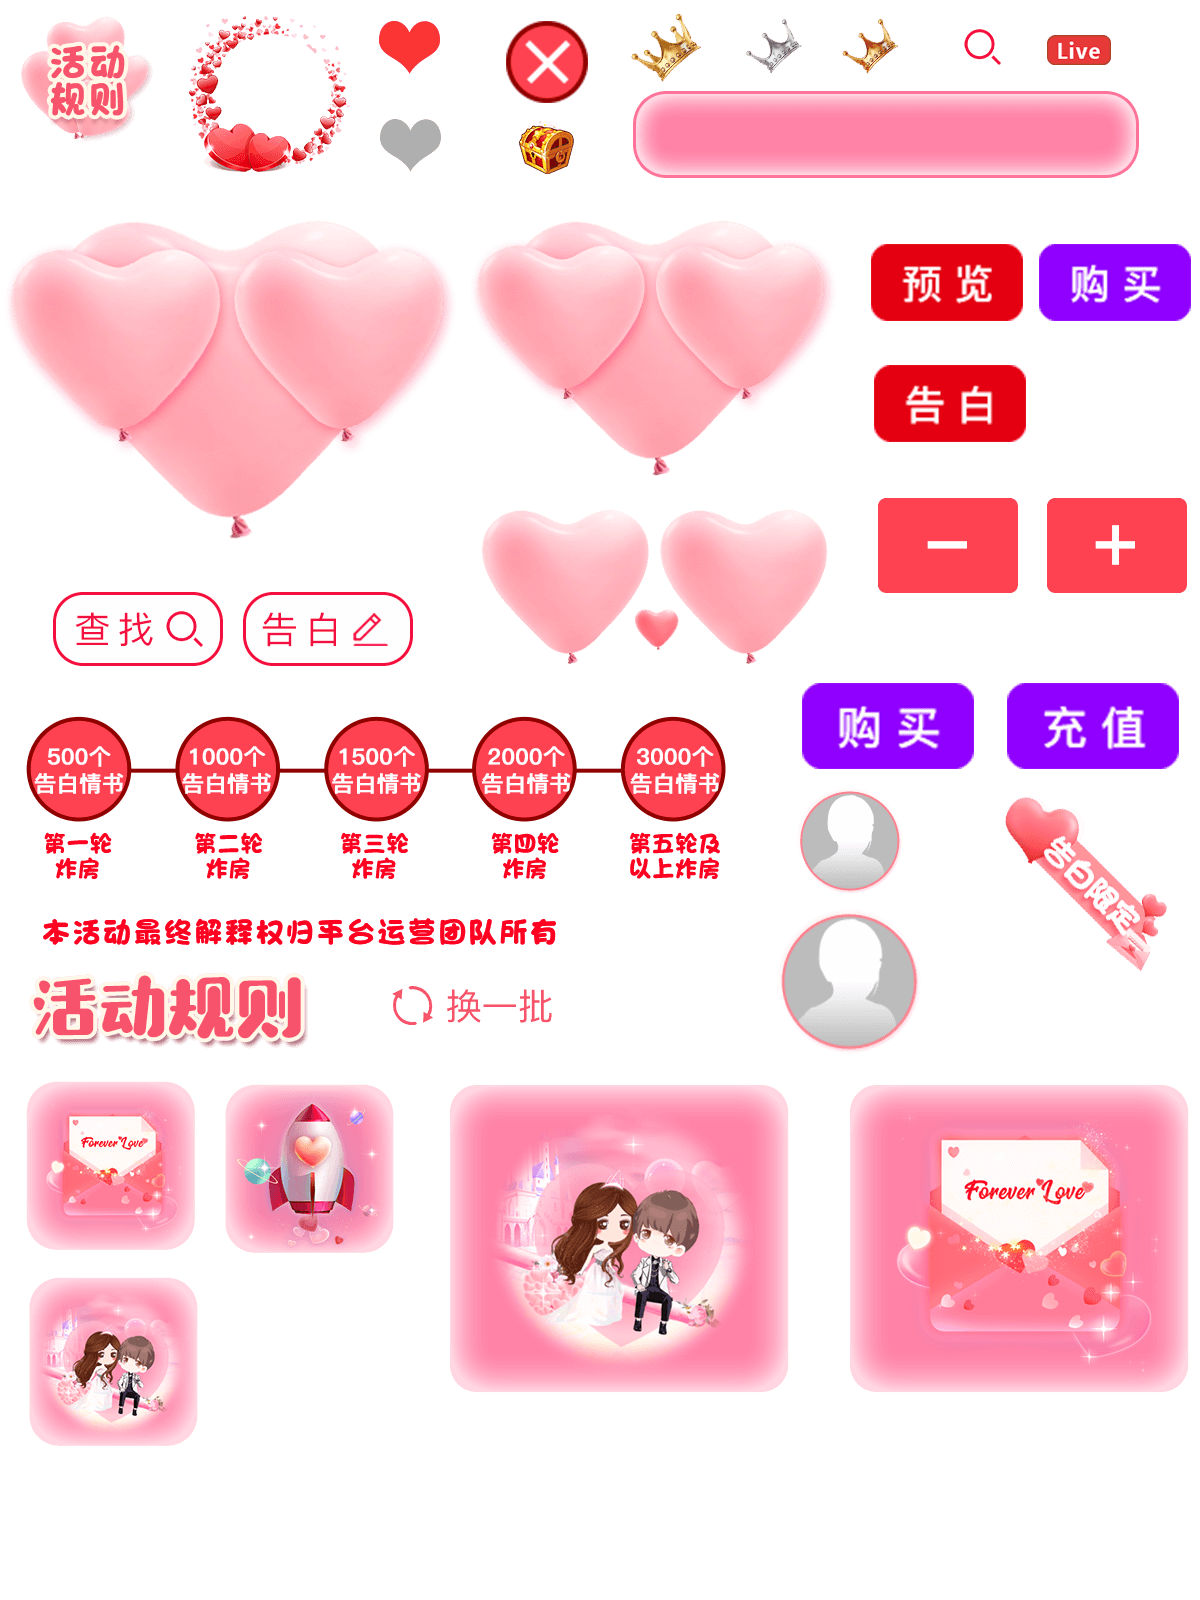 活动
规则
Live
预览
购买
告白
查找
告白
购买
充值
500个
告白情书
1000个
告白情书
1500个
告白情书
2000个
告白情书
3000个
告白情书
第一轮
炸房
第二轮
炸房
第三轮
炸房
第四轮
炸房
第五轮及
以上炸房
告白限定
本活动最终解释权归平台运营团队所有
活动规则
换一批
Forever Love
Forever Love